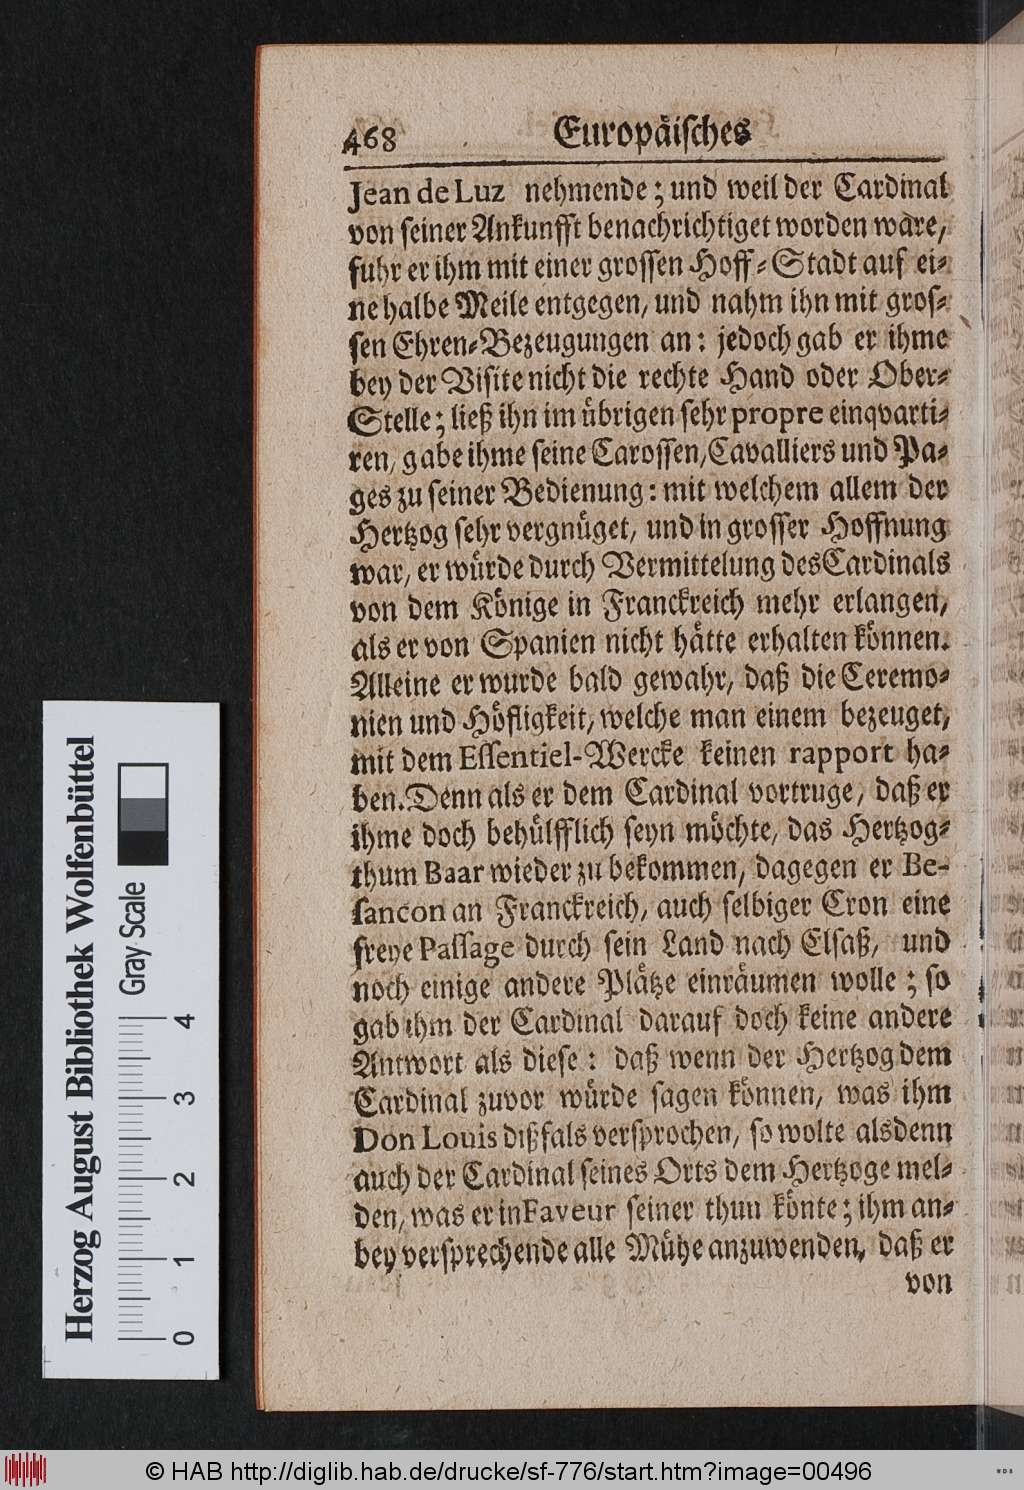 468 Europäisches
Jean de Luz nehmende; und weil der Cardinal
von seiner Ankunfft benachrichtiget worden wäre,
fuhr er ihm mit einer grossen Hoff-Stadt auf ei-
ne halbe Meile entgegen, und nahm ihn mit gros-
sen Ehren-Bezeugungen an: jedoch gab er ihme
bey der Visite nicht die rechte Hand oder Ober-
Stelle; ließ ihn im übrigen sehr propre einqvarti-
ren, gabe ihme seine Carossen, Cavalliers und Pa-
ges zu seiner Bedienung: mit welchem allem der
Hertzog sehr vergnüget, und in grosser Hoffnung
war, er würde durch Vermittelung des Cardinals
von dem Könige in Franckreich mehr erlangen,
als er von Spanien nicht hätte erhalten können.
Alleine er wurde bald gewahr, daß die Ceremo-
nien und Höfligkeit, welche man einem bezeuget,
mit dem Essentiel-Wercke keinen rapport ha-
ben. Denn als er dem Cardinal vortruge, daß er
ihme doch behülfflich seyn möchte, das Hertzog-
thum Baar wieder zu bekommen, dagegen er Be-
sancon an Franckreich, auch selbiger Cron eine
freye Passage durch sein Land nach Elsaß, und
noch einige andere Plätze einräumen wolle; so
gab ihm der Cardinal darauf doch keine andere
Antwort als diese: daß wenn der Hertzog dem
Cardinal zuvor würde sagen können, was ihm
Don Louis dißfals versprochen, so wolte alsdenn
auch der Cardinal seines Orts dem Hertzoge mel-
den, was er in Faveur seiner thun könte; ihm an-
bey versprechende alle Mühe anzuwenden, daß er
von
Herzog August Bibliothek Wolfenbüttel
Gray Scale
0 1 2 3 4
© HAB http://diglib.hab.de/drucke/sf-776/start.htm?image=00496